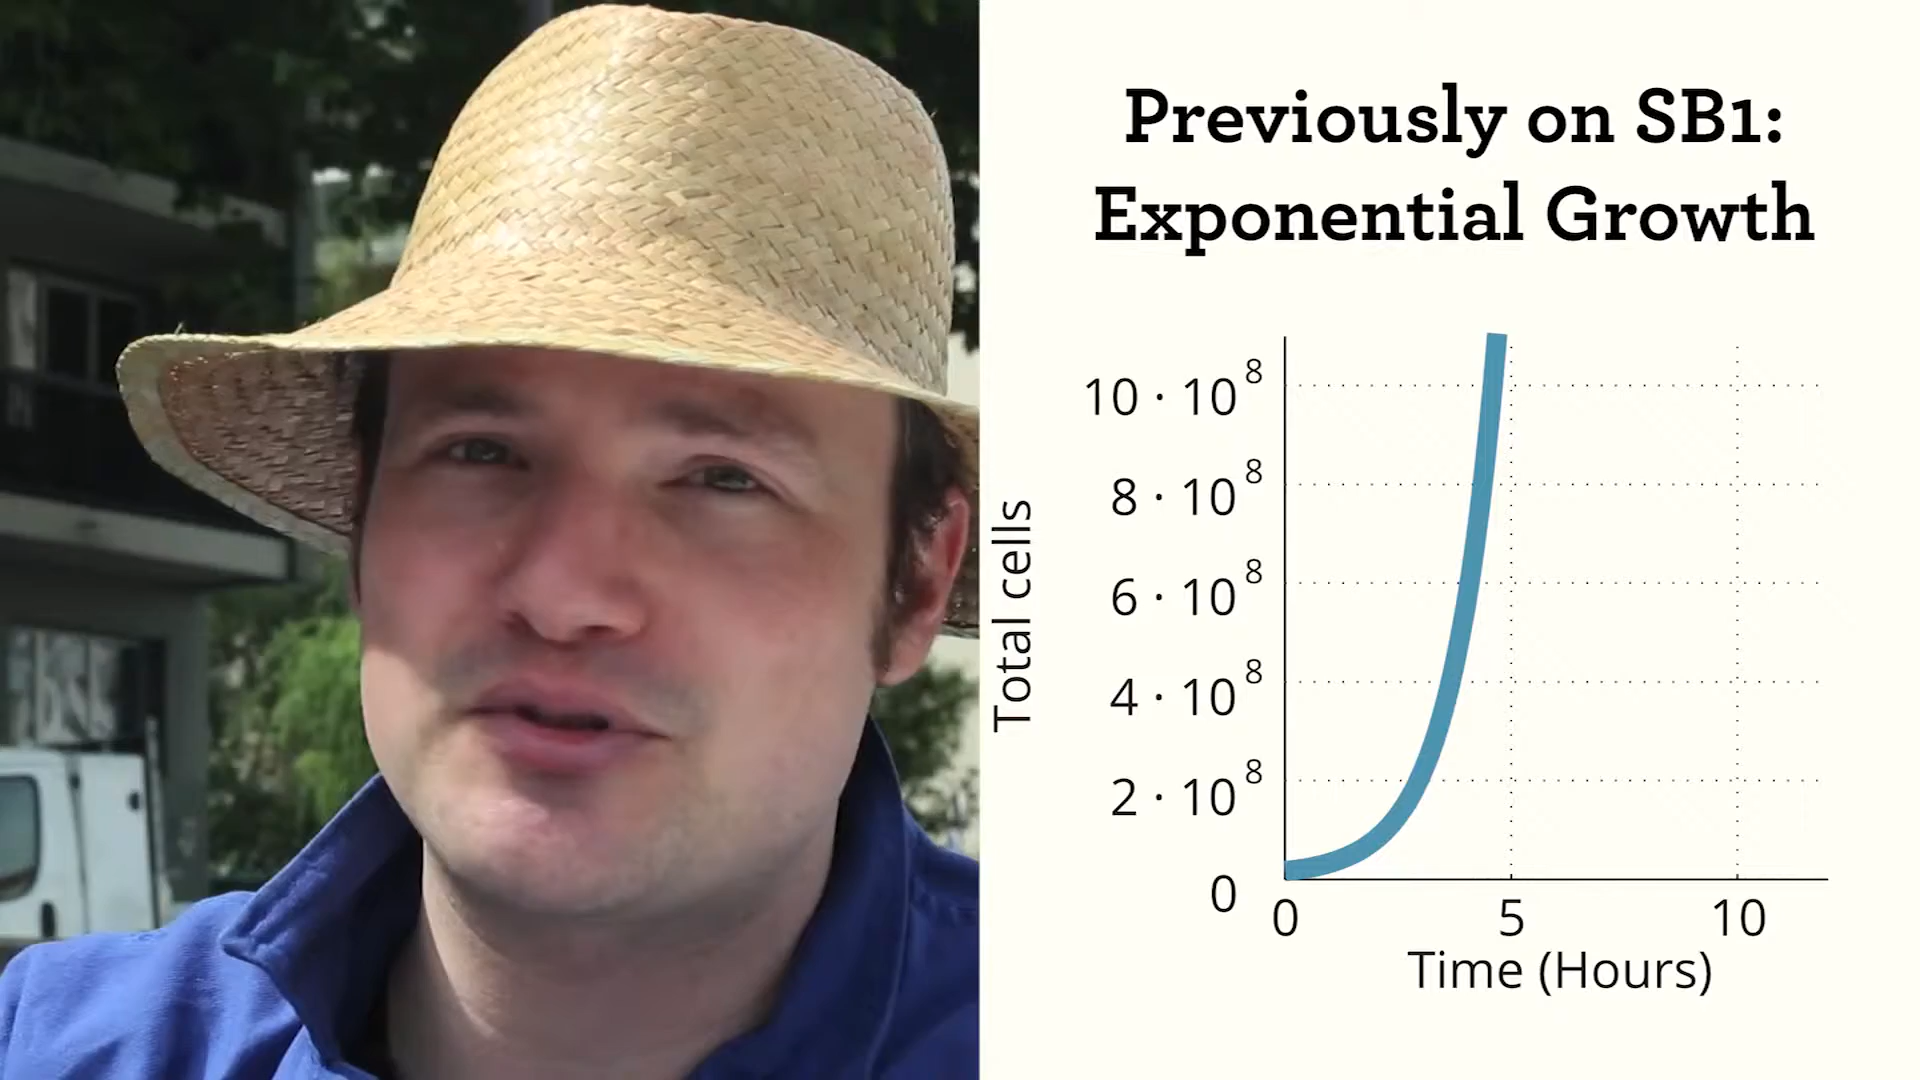 Previously on SB1:
Exponential Growth
10 · 10^8
8 · 10^8
6 · 10^8
4 · 10^8
2 · 10^8
0
Total cells
0 5 10
Time (Hours)